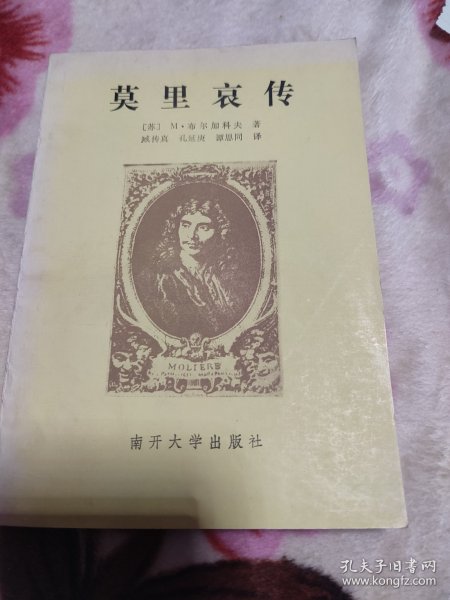 莫里哀传
［苏］ M·布尔加科夫 著
臧传真 孔延庚 谭思同 译
MOLIERE
南开大学出版社
孔夫子旧书网
www.kongfz.com